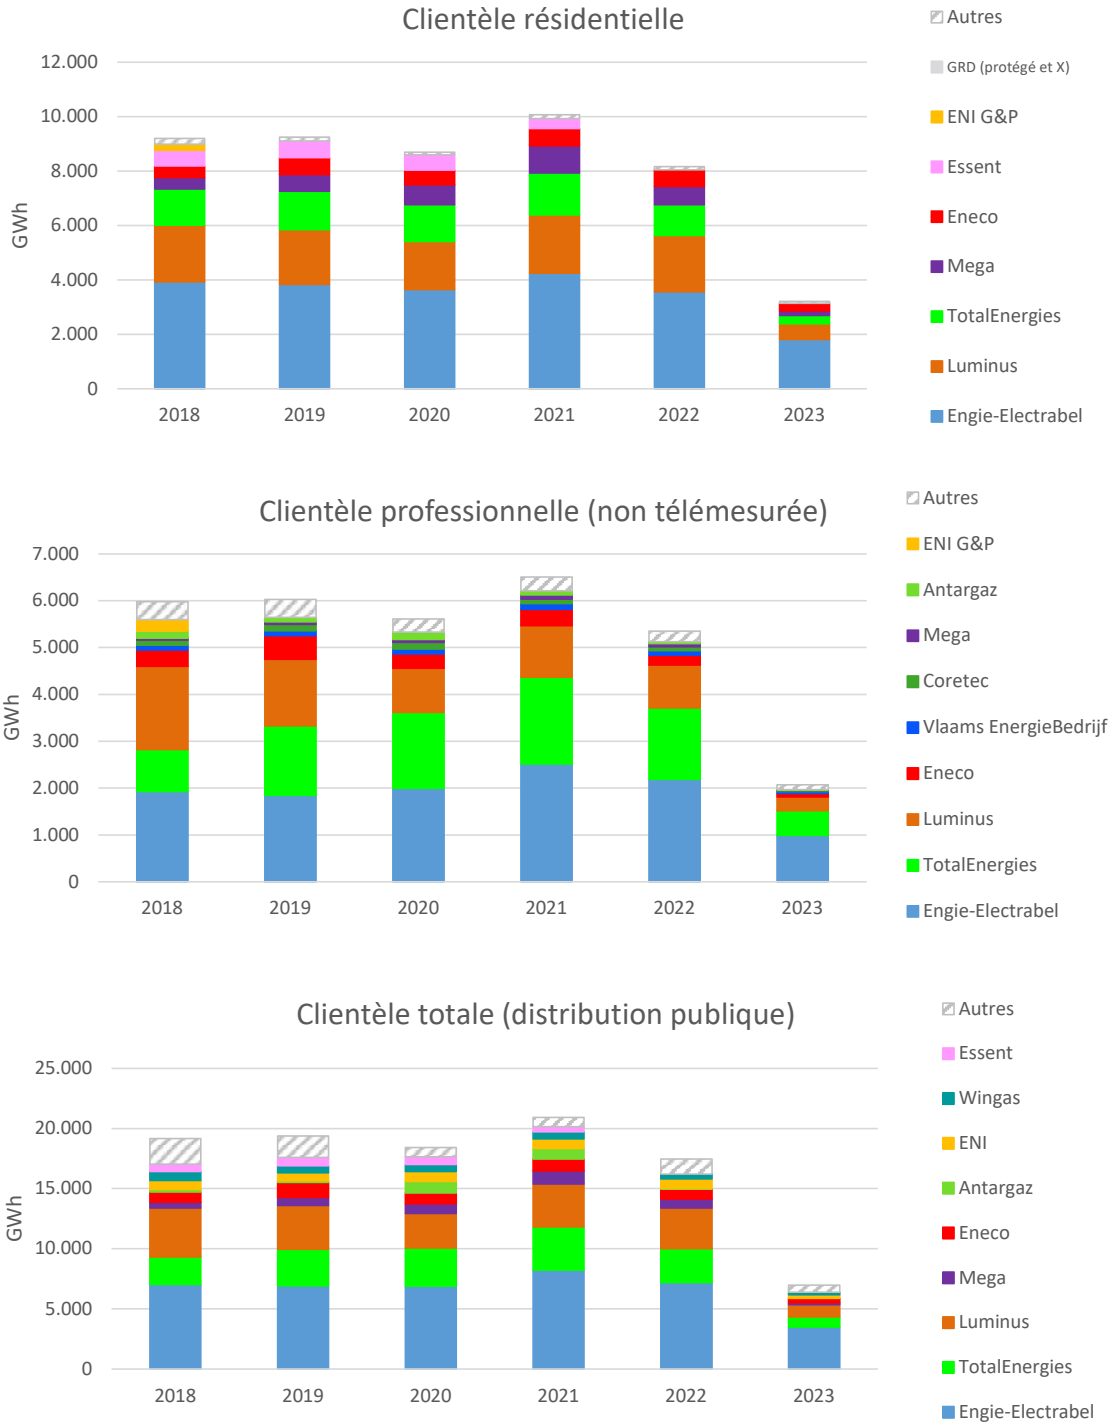 Clientèle résidentielle
12.000
10.000
8.000
6.000
4.000
2.000
0
GWh
2018 2019 2020 2021 2022 2023
Autres
GRD (protégé et X)
ENI G&P
Essent
Eneco
Mega
TotalEnergies
Luminus
Engie-Electrabel
Clientèle professionnelle (non télémesurée)
7.000
6.000
5.000
4.000
3.000
2.000
1.000
0
GWh
2018 2019 2020 2021 2022 2023
Autres
ENI G&P
Antargaz
Mega
Coretec
Vlaams EnergieBedrijf
Eneco
Luminus
TotalEnergies
Engie-Electrabel
Clientèle totale (distribution publique)
25.000
20.000
15.000
10.000
5.000
0
GWh
2018 2019 2020 2021 2022 2023
Autres
Essent
Wingas
ENI
Antargaz
Eneco
Mega
Luminus
TotalEnergies
Engie-Electrabel